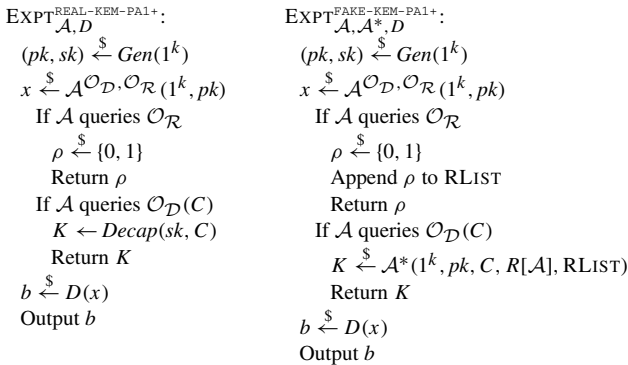 EXPT^{REAL-KEM-PA1+}_{𝒜,D}:
(pk, sk) ←$ Gen(1^k)
x ←$ 𝒜^{𝒪_𝒟,𝒪_ℛ}(1^k, pk)
If 𝒜 queries 𝒪_ℛ
ρ ←$ {0, 1}
Return ρ
If 𝒜 queries 𝒪_𝒟(C)
K ← Decap(sk, C)
Return K
b ←$ D(x)
Output b
EXPT^{FAKE-KEM-PA1+}_{𝒜,𝒜*,D}:
(pk, sk) ←$ Gen(1^k)
x ←$ 𝒜^{𝒪_𝒟,𝒪_ℛ}(1^k, pk)
If 𝒜 queries 𝒪_ℛ
ρ ←$ {0, 1}
Append ρ to RLIST
Return ρ
If 𝒜 queries 𝒪_𝒟(C)
K ←$ 𝒜*(1^k, pk, C, R[𝒜], RLIST)
Return K
b ←$ D(x)
Output b